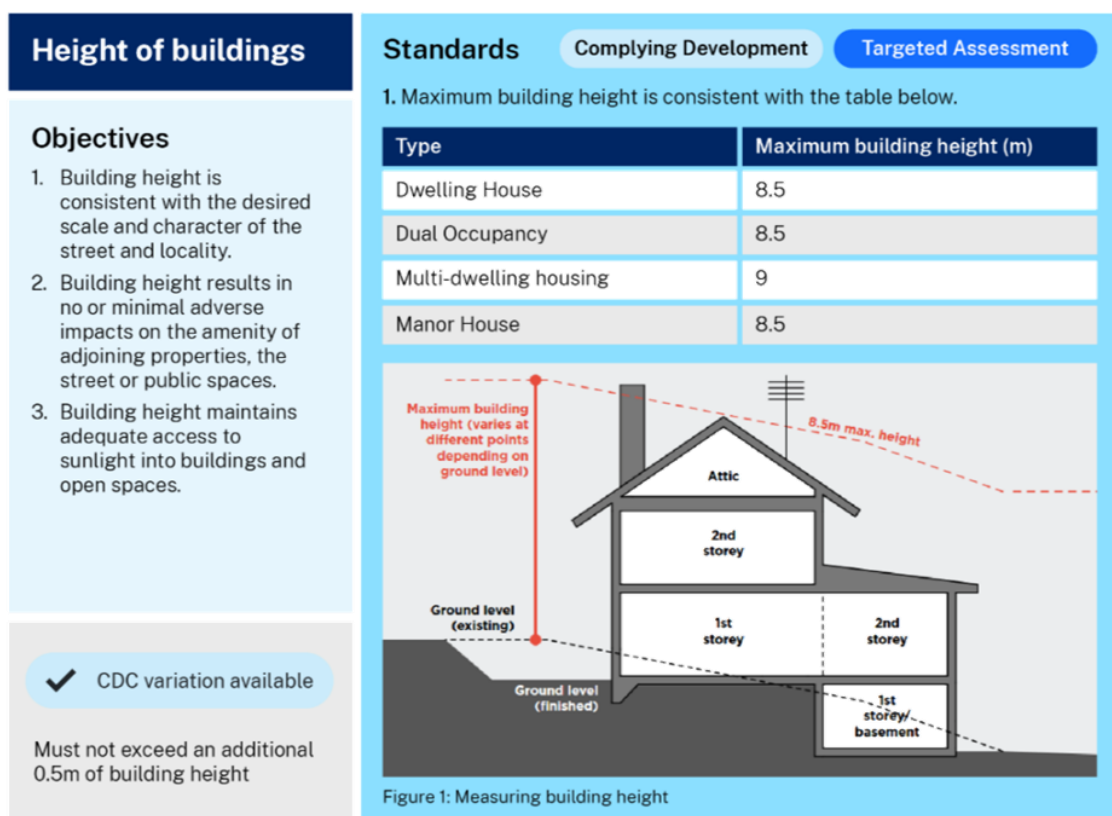 Height of buildings
Objectives
1. Building height is
consistent with the desired
scale and character of the
street and locality.
2. Building height results in
no or minimal adverse
impacts on the amenity of
adjoining properties, the
street or public spaces.
3. Building height maintains
adequate access to
sunlight into buildings and
open spaces.
CDC variation available
Must not exceed an additional
0.5m of building height
Standards
Complying Development
Targeted Assessment
1. Maximum building height is consistent with the table below.
Type Maximum building height (m)
Dwelling House 8.5
Dual Occupancy 8.5
Multi-dwelling housing 9
Manor House 8.5
Maximum building
height (varies at
different points
depending on
ground level)
8.5m max. height
Attic
2nd
storey
Ground level
(existing)
1st
storey
2nd
storey
Ground level
(finished)
1st
storey/
basement
Figure 1: Measuring building height